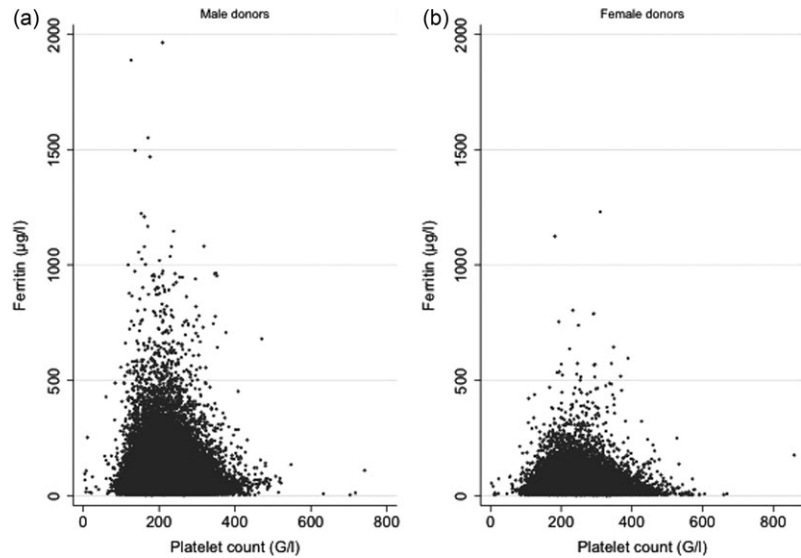 (a)
Male donors
2000
1500
1000
500
0
Ferritin (µg/l)
0 200 400 600 800
Platelet count (G/l)
(b)
Female donors
2000
1500
1000
500
0
Ferritin (µg/l)
0 200 400 600 800
Platelet count (G/l)